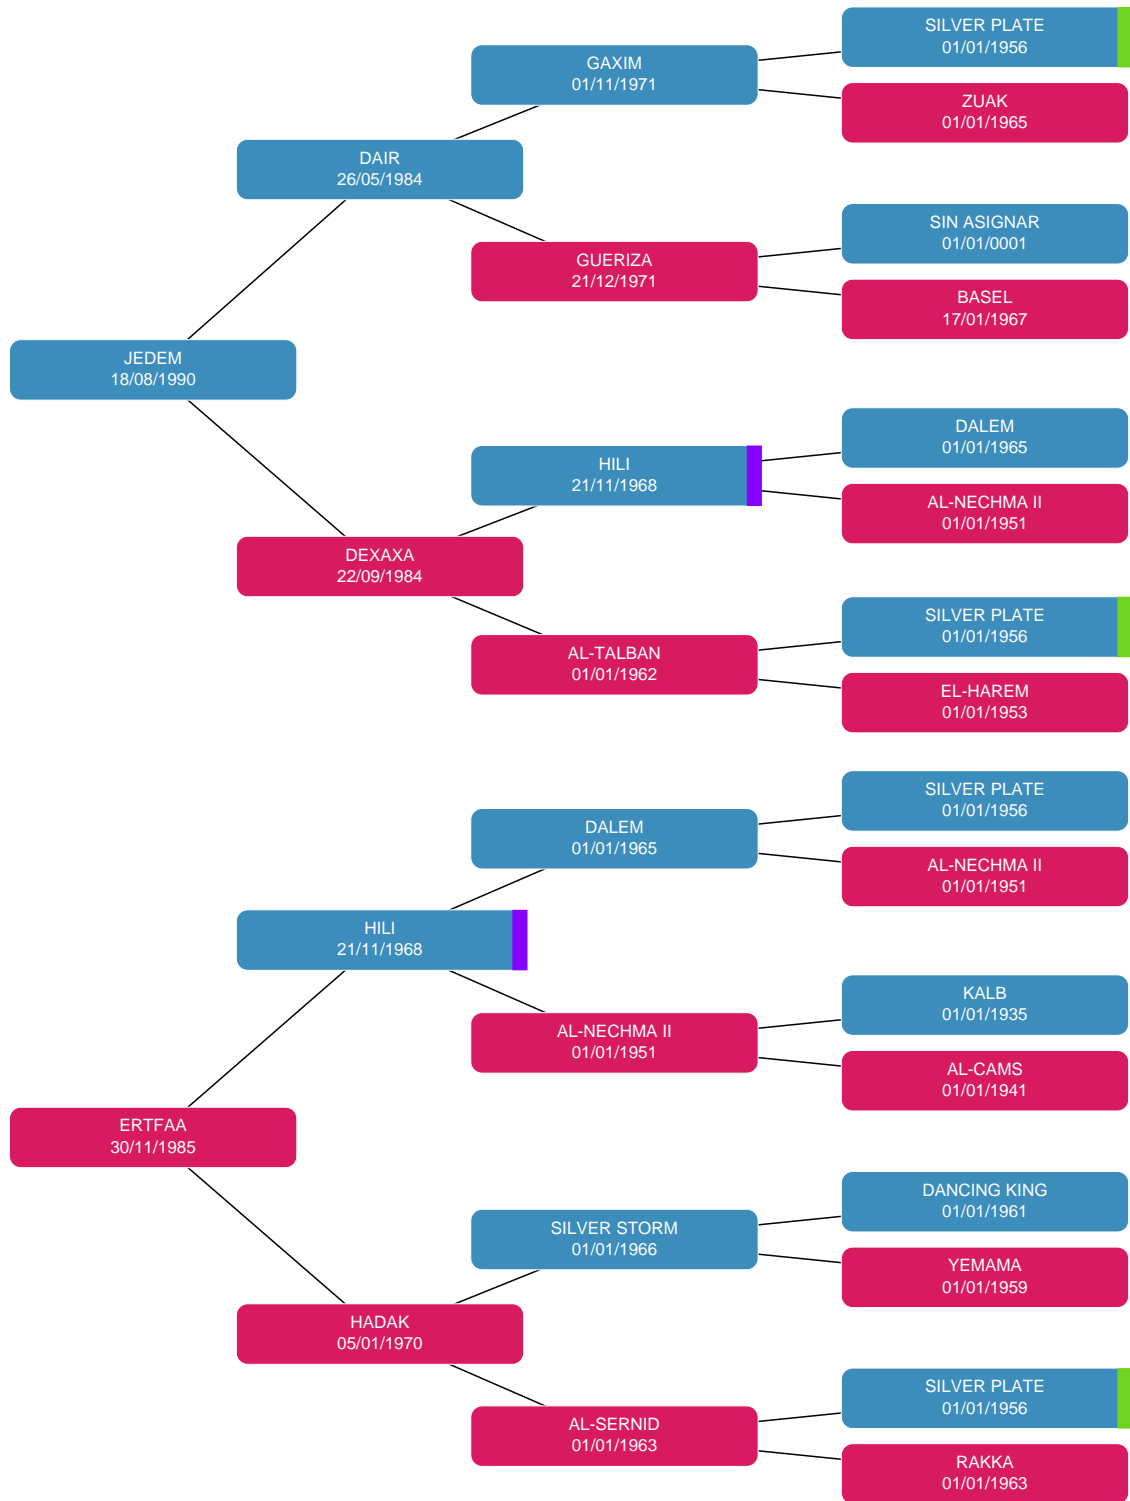 SILVER PLATE
01/01/1956
GAXIM
01/11/1971
ZUAK
01/01/1965
DAIR
26/05/1984
SIN ASIGNAR
01/01/0001
GUERIZA
21/12/1971
BASEL
17/01/1967
JEDEM
18/08/1990
DALEM
01/01/1965
HILI
21/11/1968
AL-NECHMA II
01/01/1951
DEXAXA
22/09/1984
SILVER PLATE
01/01/1956
AL-TALBAN
01/01/1962
EL-HAREM
01/01/1953
SILVER PLATE
01/01/1956
DALEM
01/01/1965
AL-NECHMA II
01/01/1951
HILI
21/11/1968
KALB
01/01/1935
AL-NECHMA II
01/01/1951
AL-CAMS
01/01/1941
ERTFAA
30/11/1985
DANCING KING
01/01/1961
SILVER STORM
01/01/1966
YEMAMA
01/01/1959
HADAK
05/01/1970
SILVER PLATE
01/01/1956
AL-SERNID
01/01/1963
RAKKA
01/01/1963